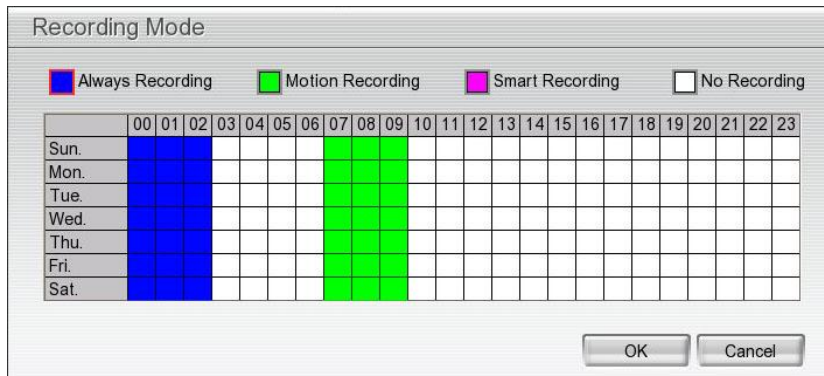 Recording Mode
Always Recording Motion Recording Smart Recording No Recording
00 01 02 03 04 05 06 07 08 09 10 11 12 13 14 15 16 17 18 19 20 21 22 23
Sun.
Mon.
Tue.
Wed.
Thu.
Fri.
Sat.
OK Cancel